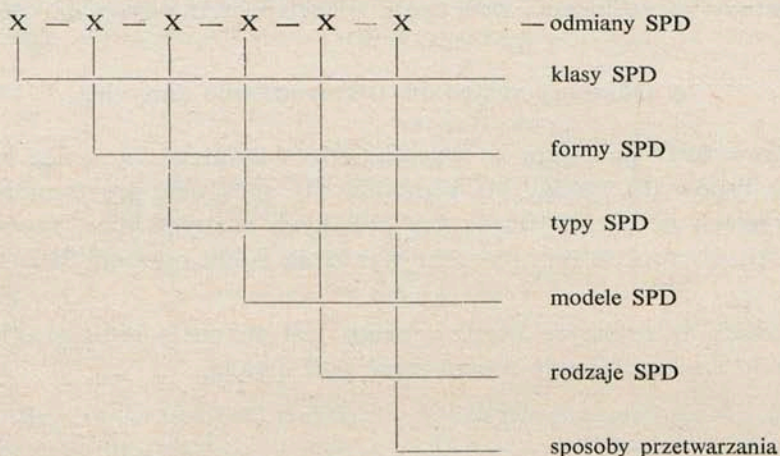 X — X — X — X — X — X — odmiany SPD
klasy SPD
formy SPD
typy SPD
modele SPD
rodzaje SPD
sposoby przetwarzania